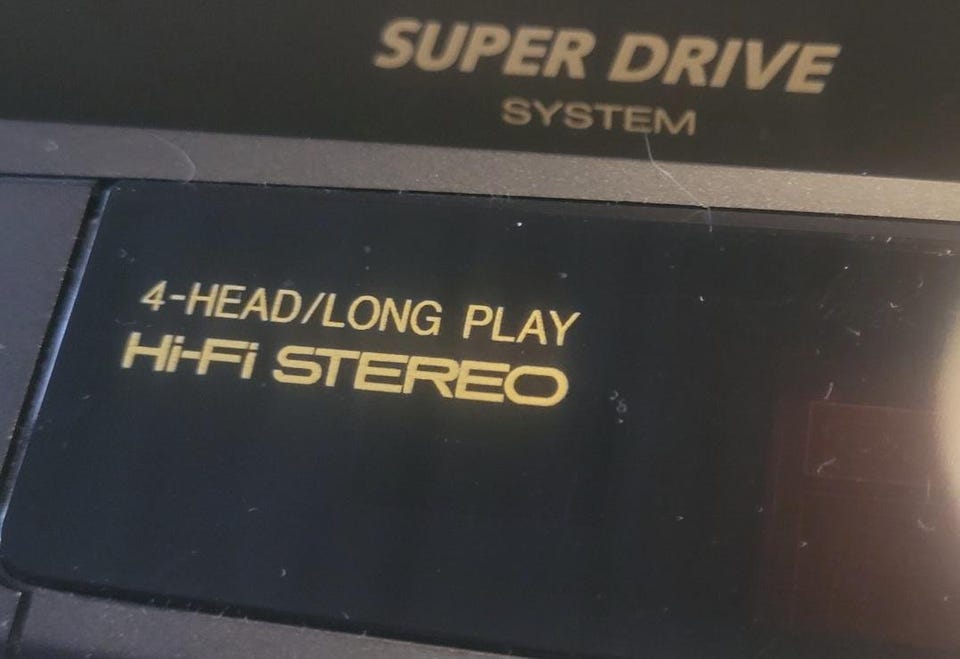 SUPER DRIVE
SYSTEM
4-HEAD/LONG PLAY
Hi-Fi STEREO